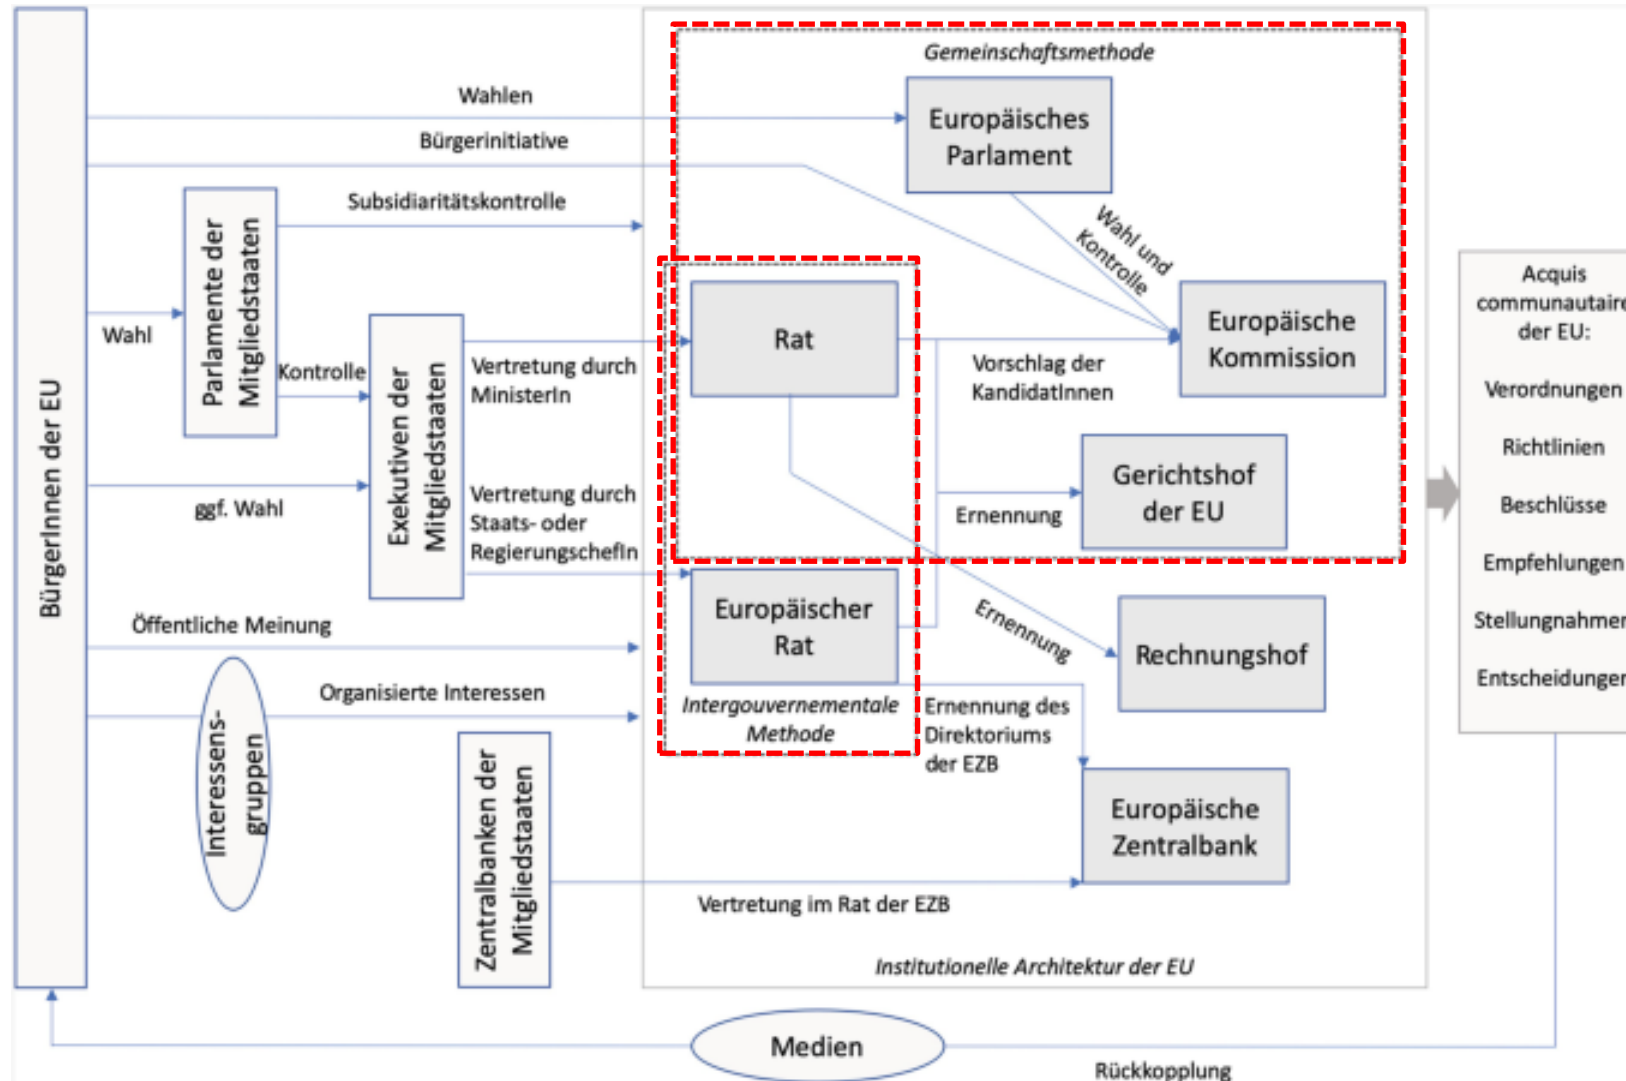 Gemeinschaftsmethode
Wahlen
Europäisches
Parlament
Bürgerinitiative
Subsidiaritätskontrolle
Parlamente der
Mitgliedstaaten
Wahl und
Kontrolle
Wahl
Kontrolle
BürgerInnen der EU
Exekutiven der
Mitgliedstaaten
Vertretung durch
MinisterIn
Rat
Vorschlag der
KandidatInnen
Europäische
Kommission
ggf. Wahl
Vertretung durch
Staats- oder
RegierungschefIn
Ernennung
Gerichtshof
der EU
Europäischer
Rat
Ernennung
Rechnungshof
Öffentliche Meinung
Organisierte Interessen
Intergouvernementale
Methode
Ernennung des
Direktoriums
der EZB
Interessens-
gruppen
Zentralbanken der
Mitgliedstaaten
Europäische
Zentralbank
Vertretung im Rat der EZB
Institutionelle Architektur der EU
Acquis
communautaire
der EU:
Verordnungen
Richtlinien
Beschlüsse
Empfehlungen
Stellungnahmen
Entscheidungen
Medien
Rückkopplung